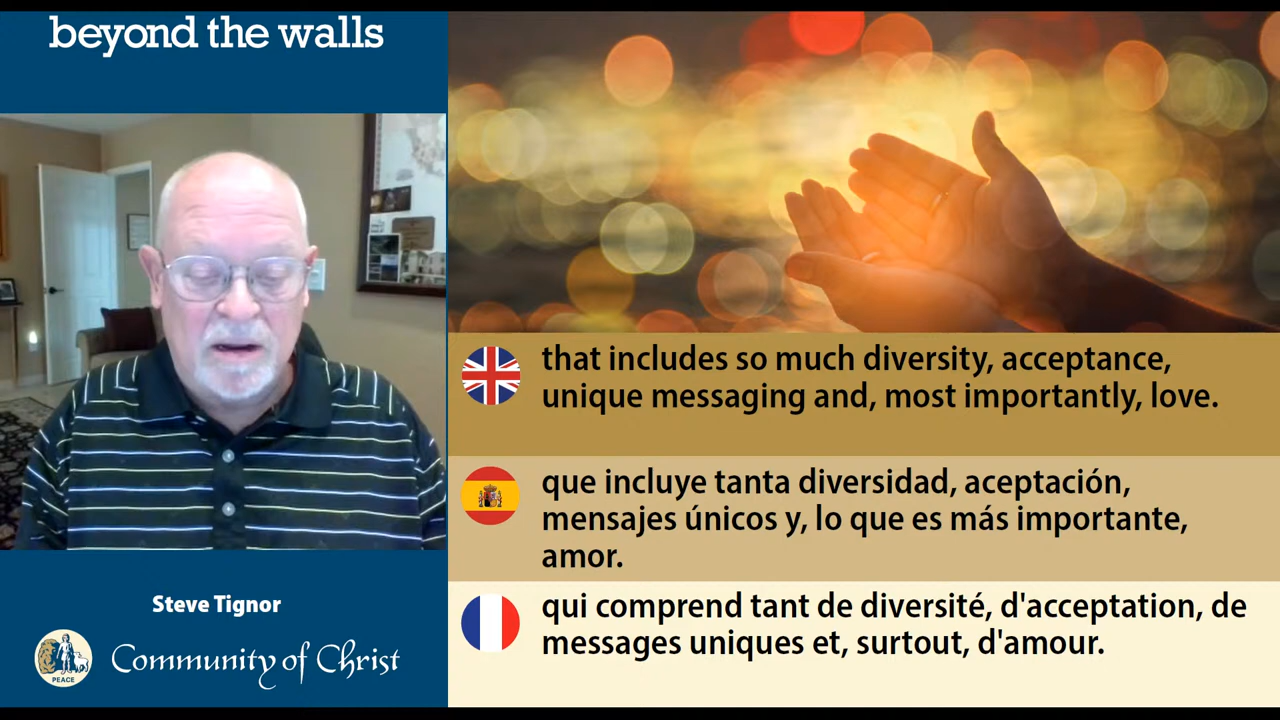 beyond the walls
Steve Tignor
PEACE
Community of Christ
that includes so much diversity, acceptance,
unique messaging and, most importantly, love.
que incluye tanta diversidad, aceptación,
mensajes únicos y, lo que es más importante,
amor.
qui comprend tant de diversité, d'acceptation, de
messages uniques et, surtout, d'amour.